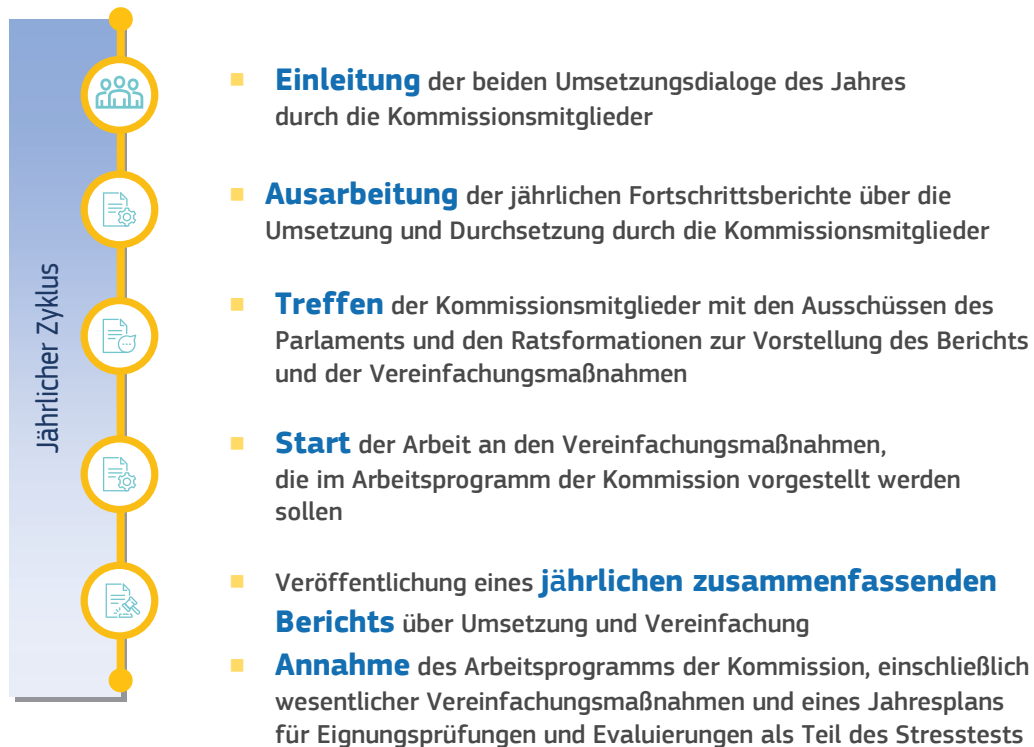 Jährlicher Zyklus
Einleitung der beiden Umsetzungsdialoge des Jahres
durch die Kommissionsmitglieder
Ausarbeitung der jährlichen Fortschrittsberichte über die
Umsetzung und Durchsetzung durch die Kommissionsmitglieder
Treffen der Kommissionsmitglieder mit den Ausschüssen des
Parlaments und den Ratsformationen zur Vorstellung des Berichts
und der Vereinfachungsmaßnahmen
Start der Arbeit an den Vereinfachungsmaßnahmen,
die im Arbeitsprogramm der Kommission vorgestellt werden
sollen
Veröffentlichung eines jährlichen zusammenfassenden
Berichts über Umsetzung und Vereinfachung
Annahme des Arbeitsprogramms der Kommission, einschließlich
wesentlicher Vereinfachungsmaßnahmen und eines Jahresplans
für Eignungsprüfungen und Evaluierungen als Teil des Stresstests